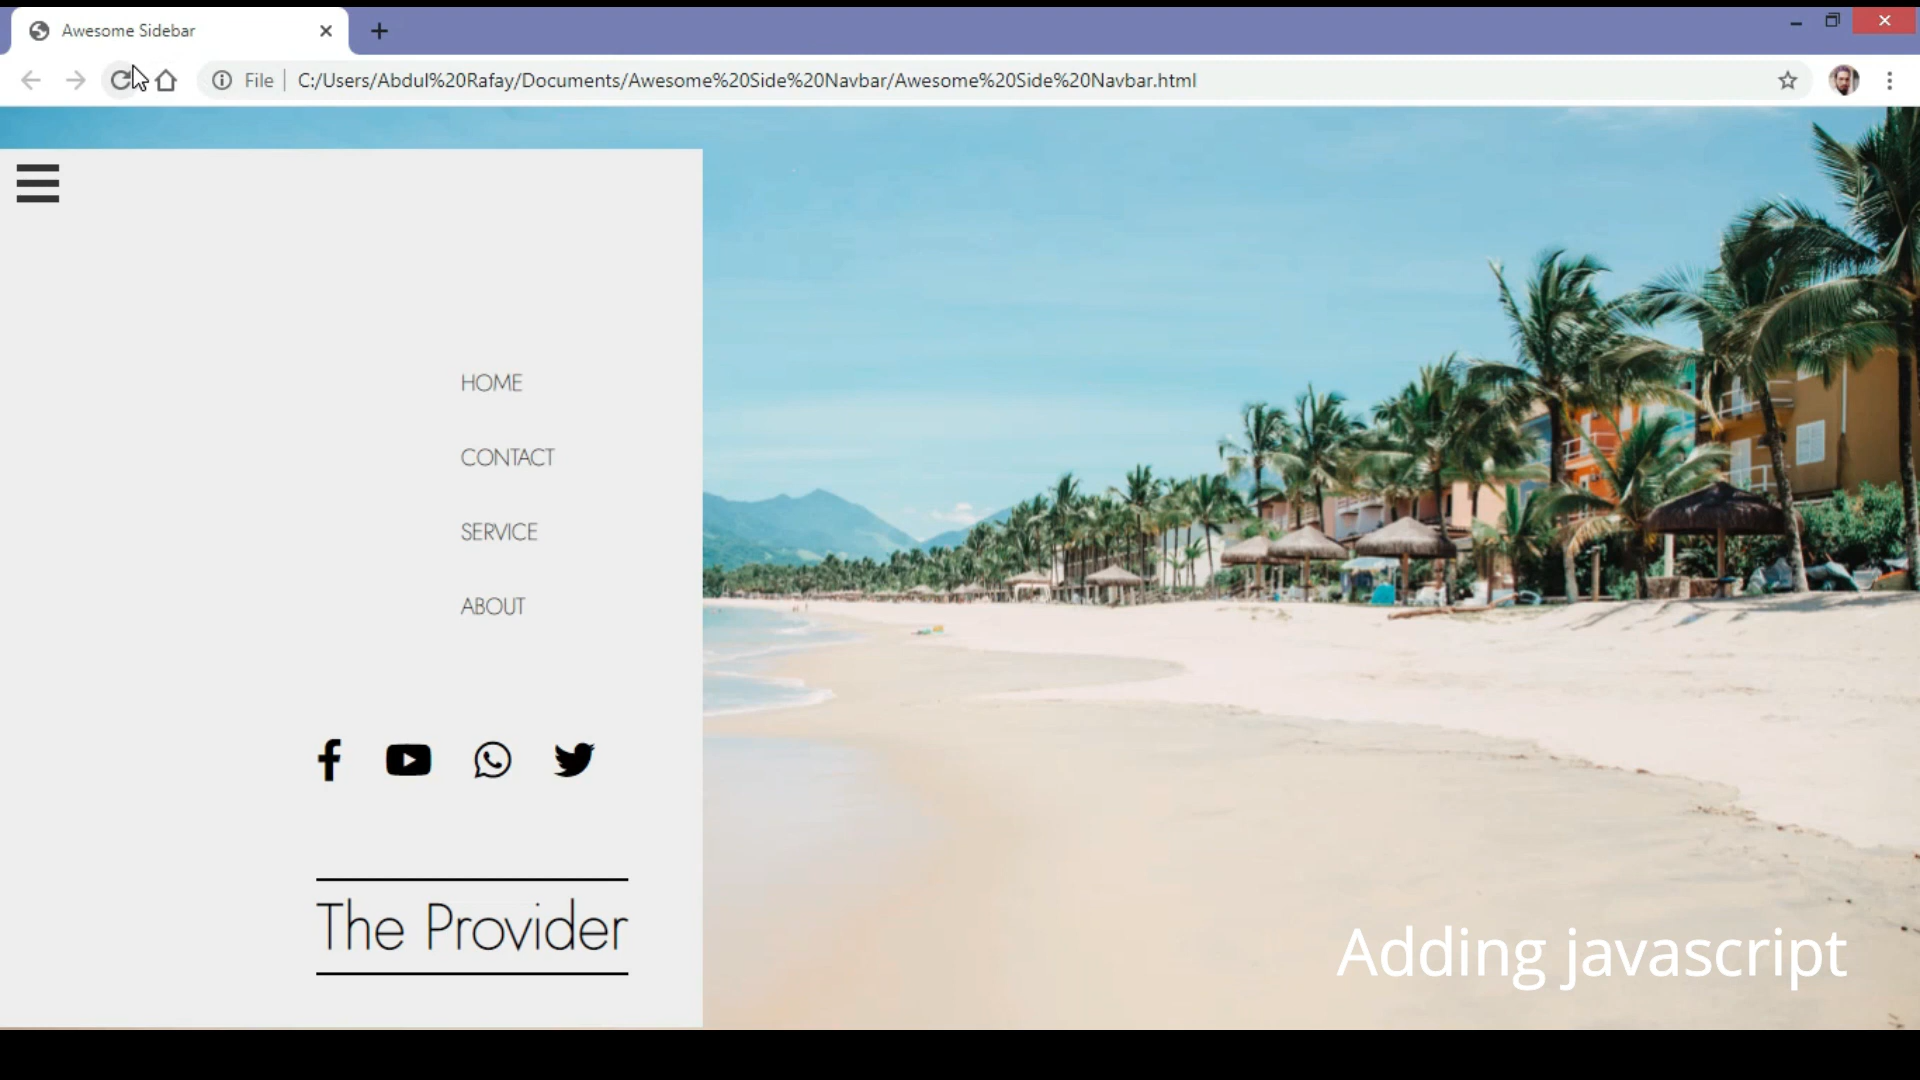 Awesome Sidebar
File
C:/Users/Abdul%20Rafay/Documents/Awesome%20Side%20Navbar/Awesome%20Side%20Navbar.html
HOME
CONTACT
SERVICE
ABOUT
The Provider
Adding javascript